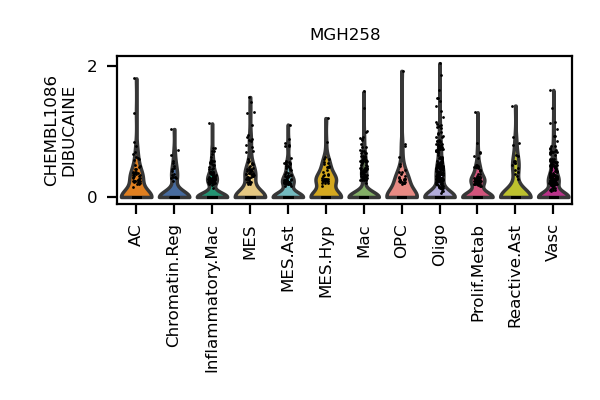 MGH258
CHEMBL1086
DIBUCAINE
2
0
AC
Chromatin.Reg
Inflammatory.Mac
MES
MES.Ast
MES.Hyp
Mac
OPC
Oligo
Prolif.Metab
Reactive.Ast
Vasc